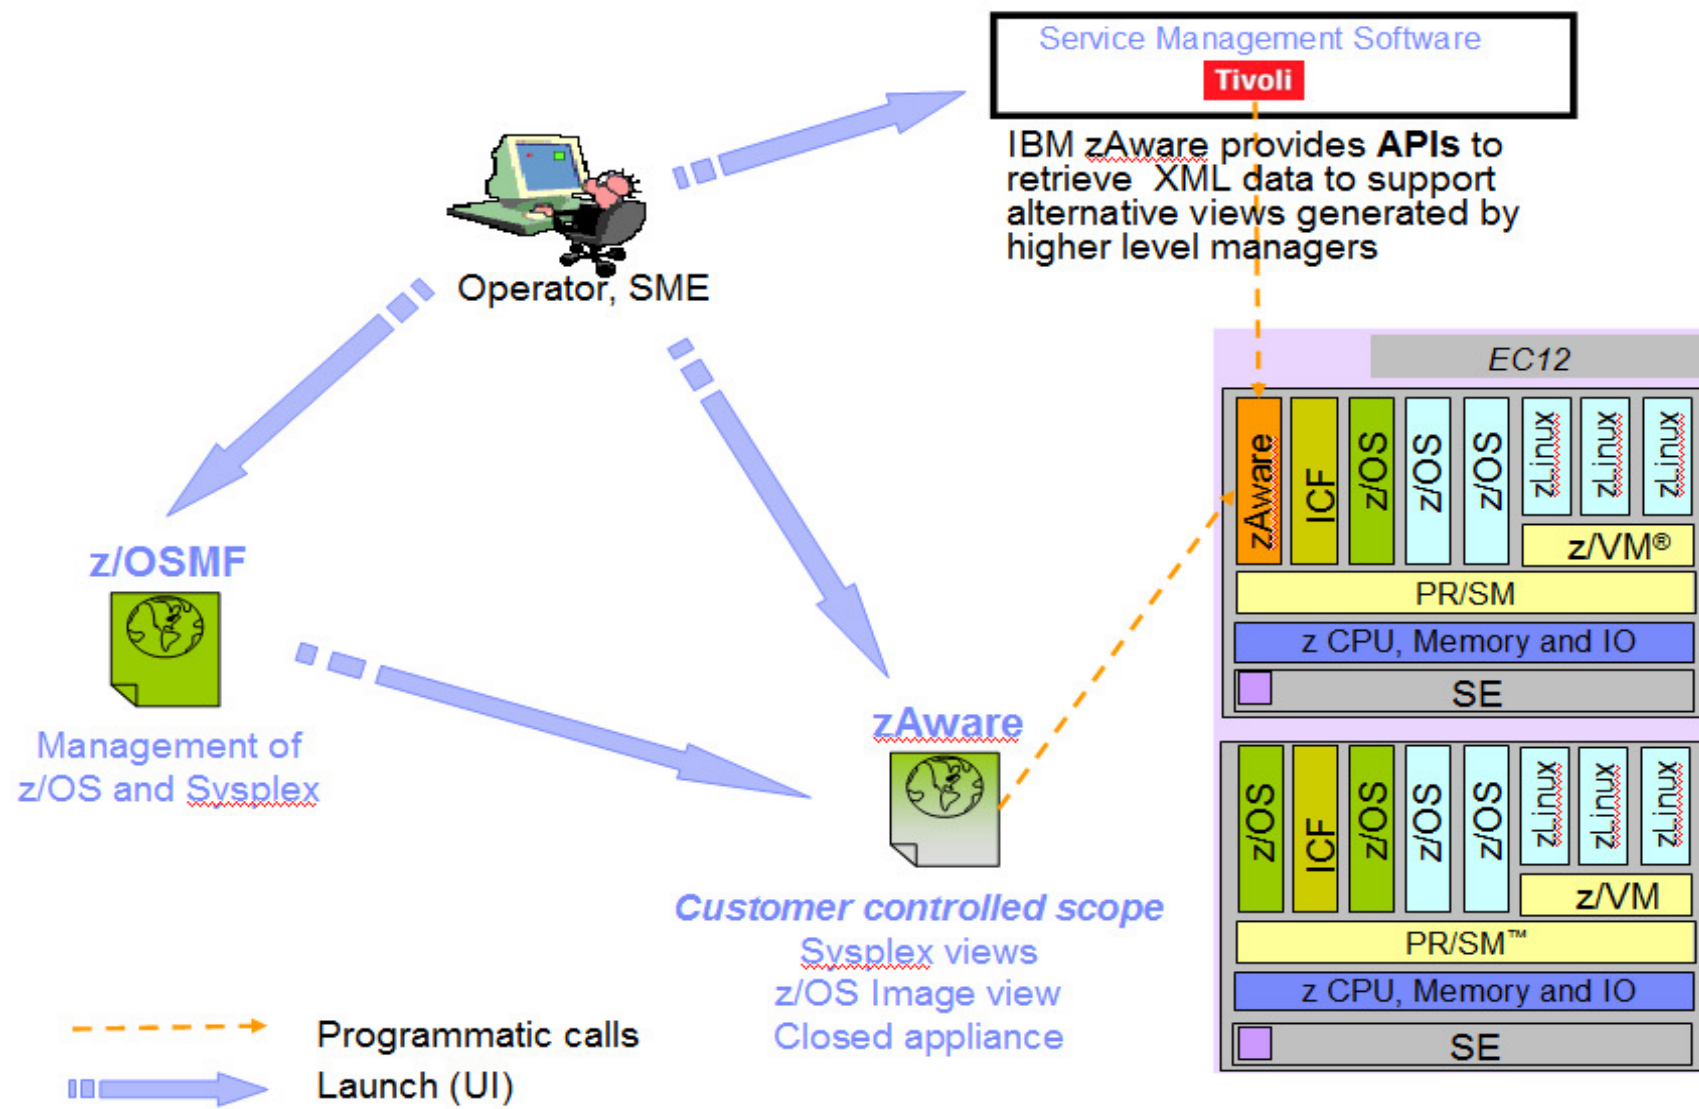 Service Management Software
Tivoli
IBM zAware provides APIs to
retrieve XML data to support
alternative views generated by
higher level managers
Operator, SME
z/OSMF
Management of
z/OS and Sysplex
zAware
Customer controlled scope
Sysplex views
z/OS Image view
Closed appliance
EC12
zAware
ICF
z/OS
z/OS
z/OS
zLinux
zLinux
zLinux
z/VM®
PR/SM
z CPU, Memory and IO
SE
z/OS
ICF
z/OS
z/OS
z/OS
zLinux
zLinux
zLinux
z/VM
PR/SM™
z CPU, Memory and IO
SE
Programmatic calls
Launch (UI)